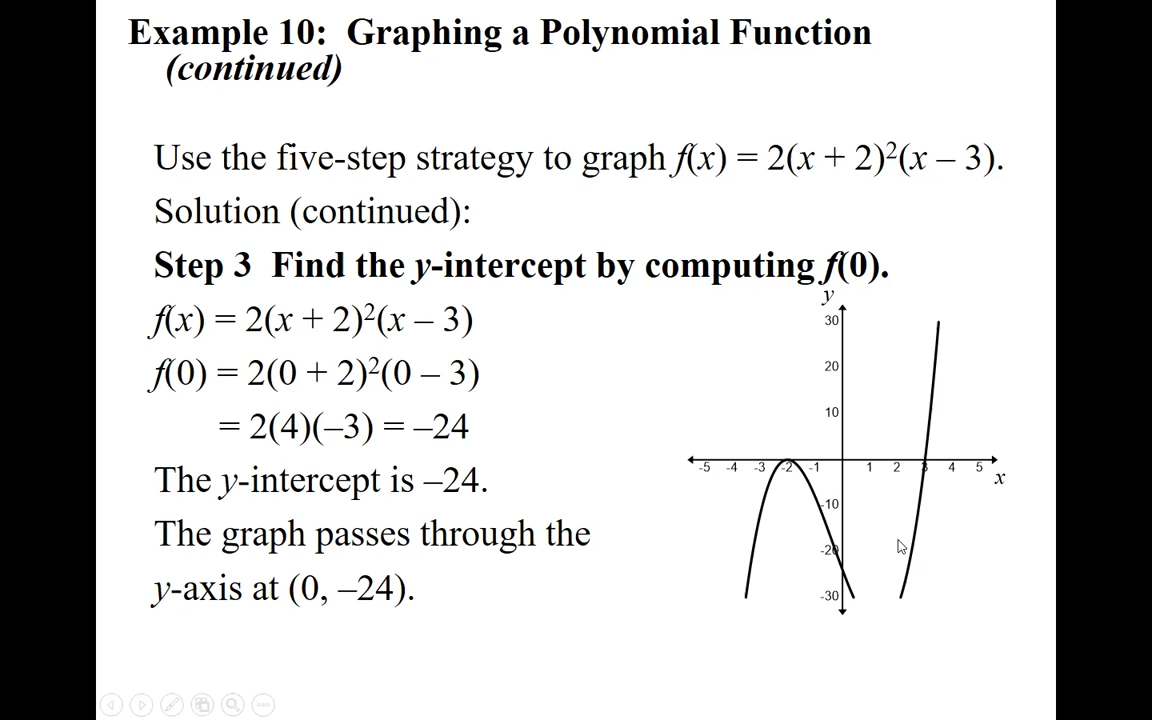 Example 10: Graphing a Polynomial Function
(continued)
Use the five-step strategy to graph f(x) = 2(x + 2)²(x – 3).
Solution (continued):
Step 3 Find the y-intercept by computing f(0).
f(x) = 2(x + 2)²(x – 3)
f(0) = 2(0 + 2)²(0 – 3)
= 2(4)(–3) = –24
The y-intercept is –24.
The graph passes through the
y-axis at (0, –24).
y
30
20
10
-5 -4 -3 -2 -1 1 2 3 4 5
x
-10
-20
-30